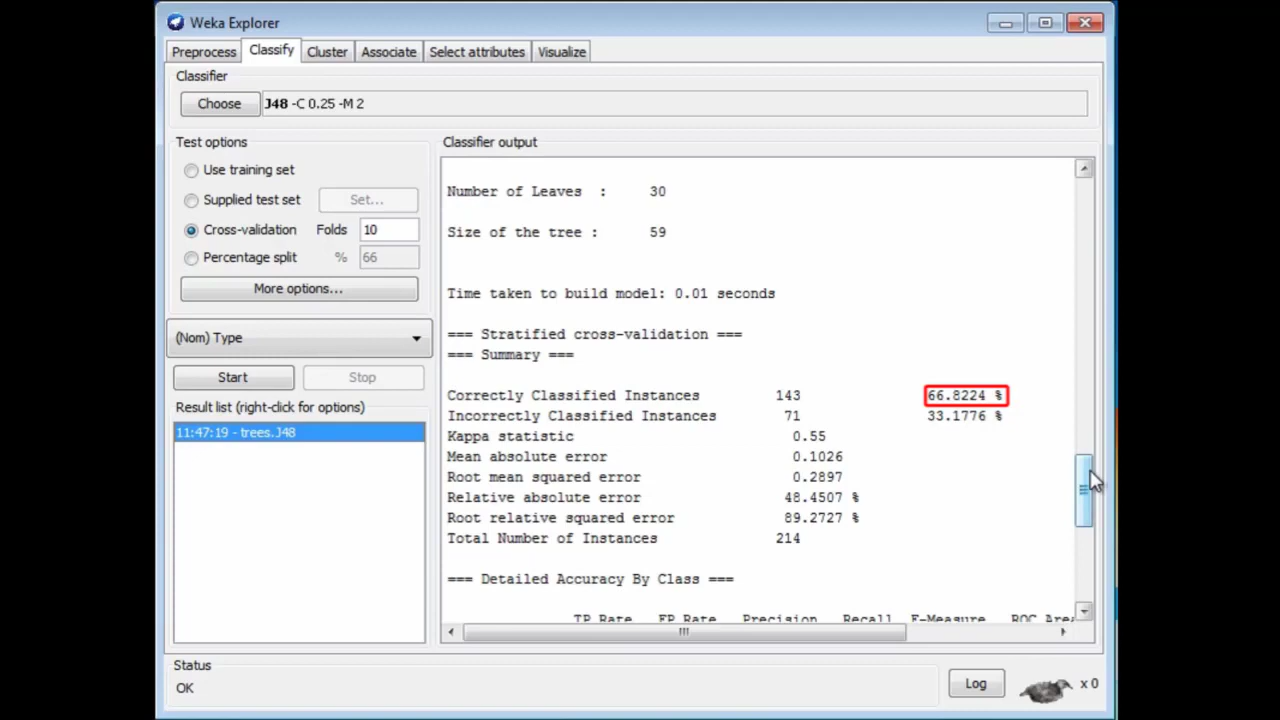 Weka Explorer
Preprocess Classify Cluster Associate Select attributes Visualize
Classifier
Choose J48 -C 0.25 -M 2
Test options
Use training set
Supplied test set Set...
Cross-validation Folds 10
Percentage split % 66
More options...
(Nom) Type
Start Stop
Result list (right-click for options)
11:47:19 - trees.J48
Classifier output
Number of Leaves : 30
Size of the tree : 59
Time taken to build model: 0.01 seconds
=== Stratified cross-validation ===
=== Summary ===
Correctly Classified Instances 143 66.8224 %
Incorrectly Classified Instances 71 33.1776 %
Kappa statistic 0.55
Mean absolute error 0.1026
Root mean squared error 0.2897
Relative absolute error 48.4507 %
Root relative squared error 89.2727 %
Total Number of Instances 214
=== Detailed Accuracy By Class ===
TP Rate FP Rate Precision Recall F-Measure ROC Area
Status
OK
Log x 0